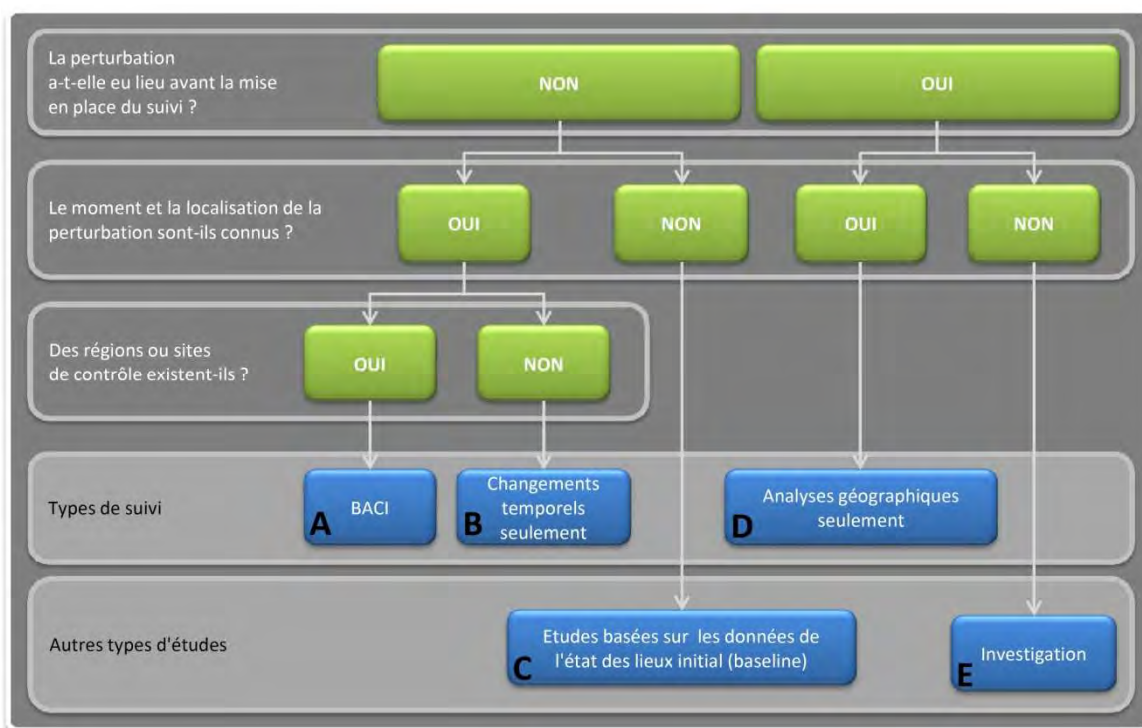 La perturbation
a-t-elle eu lieu avant la mise
en place du suivi ?
NON
OUI
Le moment et la localisation de la
perturbation sont-ils connus ?
OUI
NON
OUI
NON
Des régions ou sites
de contrôle existent-ils ?
OUI
NON
Types de suivi
A
BACI
B
Changements
temporels
seulement
D
Analyses géographiques
seulement
Autres types d'études
C
Etudes basées sur les données de
l'état des lieux initial (baseline)
E
Investigation